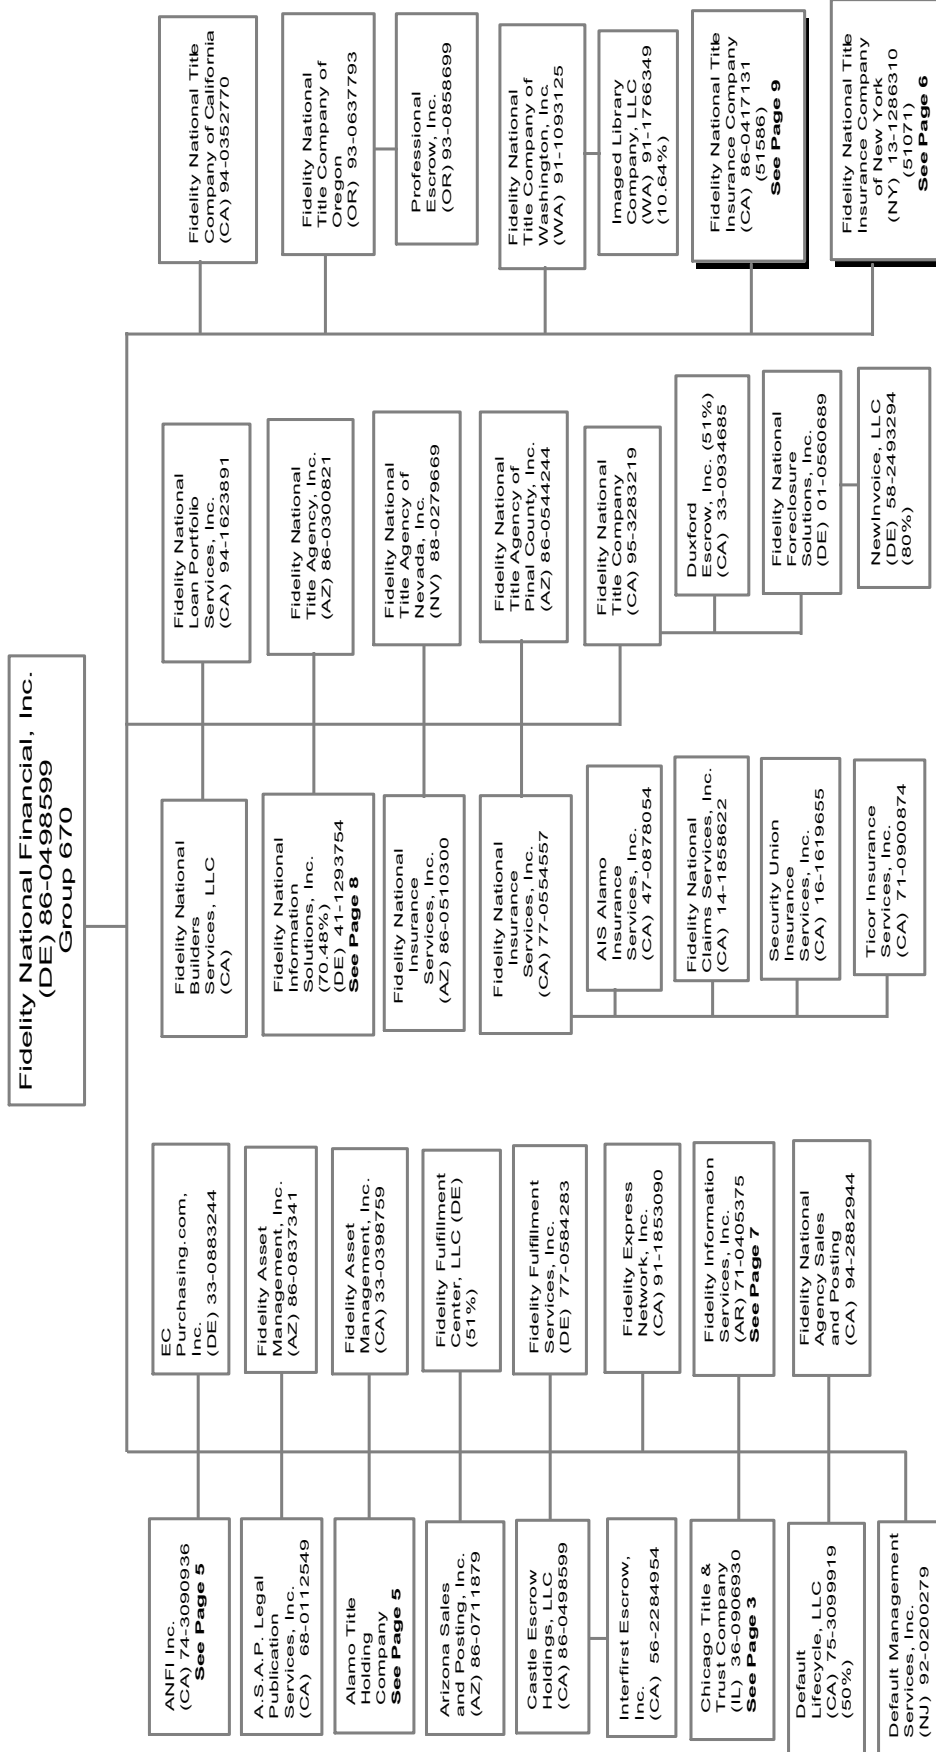 Fidelity National Financial, Inc.
(DE) 86-0498599
Group 670
ANFI Inc.
(CA) 74-3090936
See Page 5
A.S.A.P. Legal
Publication
Services, Inc.
(CA) 68-0112549
Alamo Title
Holding
Company
See Page 5
Arizona Sales
and Posting, Inc.
(AZ) 86-0711879
Castle Escrow
Holdings, LLC
(CA) 86-0498599
Interfirst Escrow,
Inc.
(CA) 56-2284954
Chicago Title &
Trust Company
(IL) 36-0906930
See Page 3
Default
Lifecycle, LLC
(CA) 75-3099919
(50%)
Default Management
Services, Inc.
(NJ) 92-0200279
EC
Purchasing.com,
Inc.
(DE) 33-0883244
Fidelity Asset
Management, Inc.
(AZ) 86-0837341
Fidelity Asset
Management, Inc.
(CA) 33-0398759
Fidelity Fulfillment
Center, LLC (DE)
(51%)
Fidelity Fulfillment
Services, Inc.
(DE) 77-0584283
Fidelity Express
Network, Inc.
(CA) 91-1853090
Fidelity Information
Services, Inc.
(AR) 71-0405375
See Page 7
Fidelity National
Agency Sales
and Posting
(CA) 94-2882944
Fidelity National
Builders
Services, LLC
(CA)
Fidelity National
Information
Solutions, Inc.
(70.48%)
(DE) 41-1293754
See Page 8
Fidelity National
Insurance
Services, Inc.
(AZ) 86-0510300
Fidelity National
Insurance
Services, Inc.
(CA) 77-0554557
AIS Alamo
Insurance
Services, Inc.
(CA) 47-0878054
Fidelity National
Claims Services, Inc.
(CA) 14-1858622
Security Union
Insurance
Services, Inc.
(CA) 16-1619655
Ticor Insurance
Services, Inc.
(CA) 71-0900874
Fidelity National
Loan Portfolio
Services, Inc.
(CA) 94-1623891
Fidelity National
Title Agency, Inc.
(AZ) 86-0300821
Fidelity National
Title Agency of
Nevada, Inc.
(NV) 88-0279669
Fidelity National
Title Agency of
Pinal County, Inc.
(AZ) 86-0544244
Fidelity National
Title Company
(CA) 95-3283219
Duxford
Escrow, Inc. (51%)
(CA) 33-0934685
Fidelity National
Foreclosure
Solutions, Inc.
(DE) 01-0560689
NewInvoice, LLC
(DE) 58-2493294
(80%)
Fidelity National Title
Company of California
(CA) 94-0352770
Fidelity National
Title Company of
Oregon
(OR) 93-0637793
Professional
Escrow, Inc.
(OR) 93-0858699
Fidelity National
Title Company of
Washington, Inc.
(WA) 91-1093125
Imaged Library
Company, LLC
(WA) 91-1766349
(10.64%)
Fidelity National Title
Insurance Company
(CA) 86-0417131
(51586)
See Page 9
Fidelity National Title
Insurance Company
of New York
(NY) 13-1286310
(51071)
See Page 6